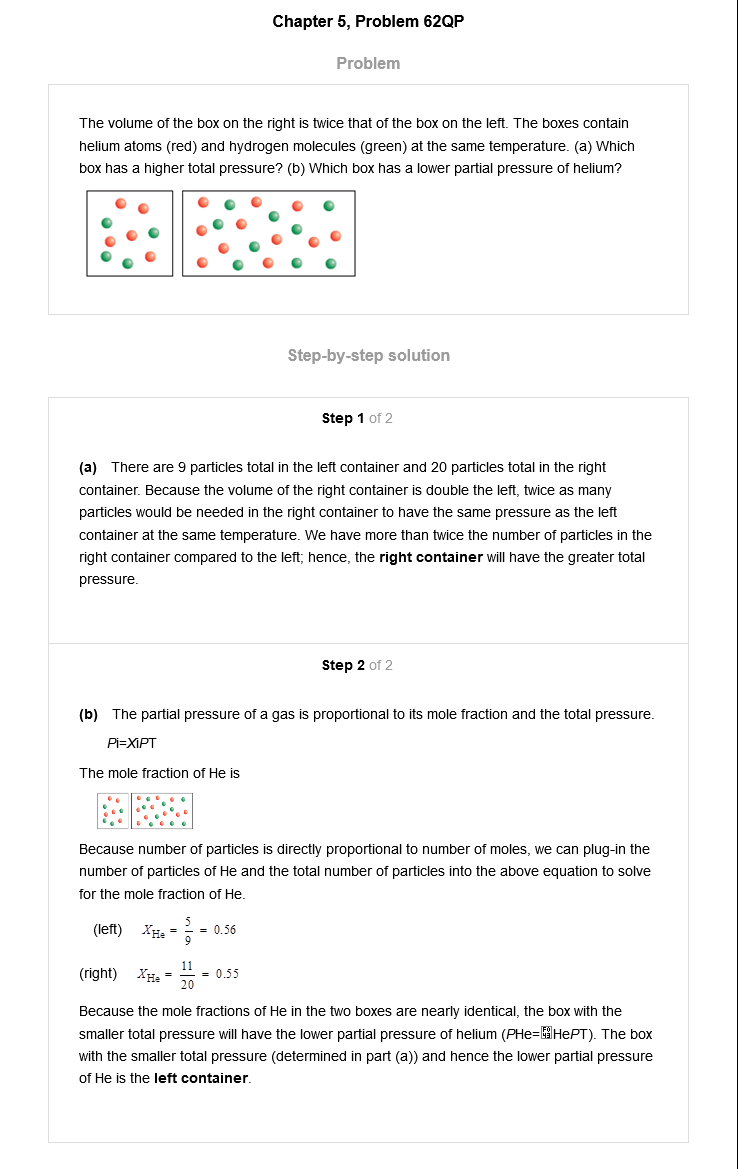 Chapter 5, Problem 62QP
Problem
The volume of the box on the right is twice that of the box on the left. The boxes contain
helium atoms (red) and hydrogen molecules (green) at the same temperature. (a) Which
box has a higher total pressure? (b) Which box has a lower partial pressure of helium?
Step-by-step solution
Step 1 of 2
(a) There are 9 particles total in the left container and 20 particles total in the right
container. Because the volume of the right container is double the left, twice as many
particles would be needed in the right container to have the same pressure as the left
container at the same temperature. We have more than twice the number of particles in the
right container compared to the left; hence, the right container will have the greater total
pressure.
Step 2 of 2
(b) The partial pressure of a gas is proportional to its mole fraction and the total pressure.
Pi=XiPT
The mole fraction of He is
Because number of particles is directly proportional to number of moles, we can plug-in the
number of particles of He and the total number of particles into the above equation to solve
for the mole fraction of He.
(left) XHe = 5/9 = 0.56
(right) XHe = 11/20 = 0.55
Because the mole fractions of He in the two boxes are nearly identical, the box with the
smaller total pressure will have the lower partial pressure of helium (PHe=HePT). The box
with the smaller total pressure (determined in part (a)) and hence the lower partial pressure
of He is the left container.